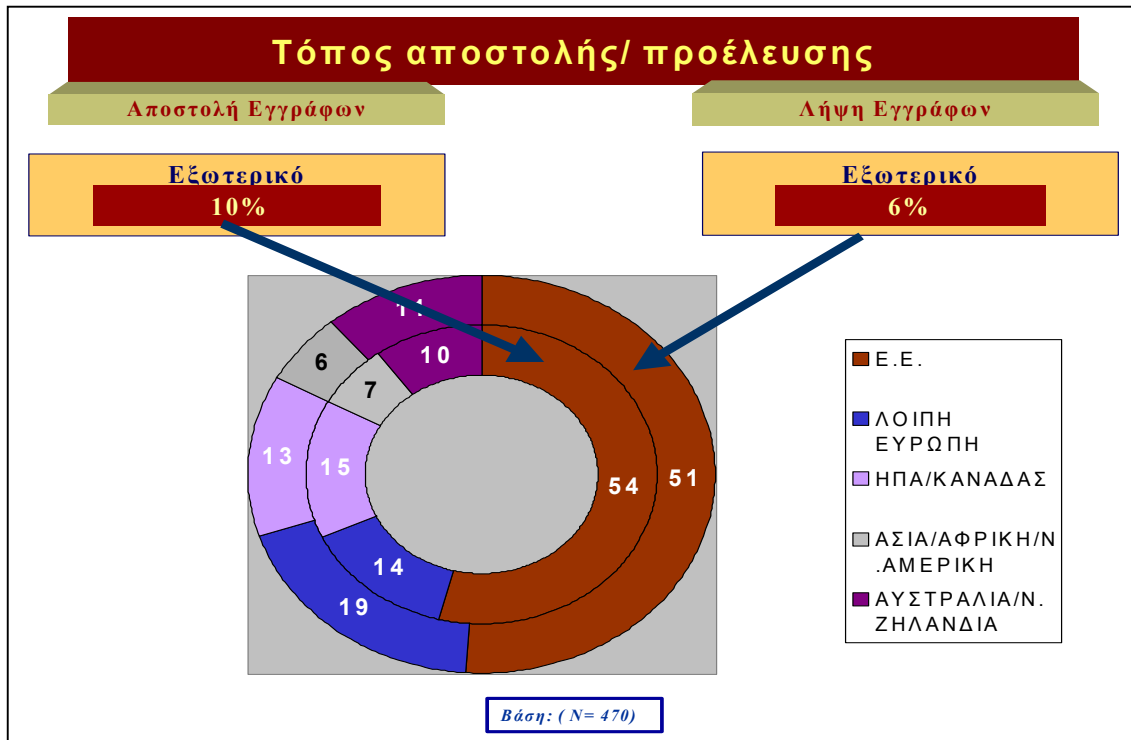 Τόπος αποστολής/ προέλευσης
Αποστολή Εγγράφων
Λήψη Εγγράφων
Εξωτερικό
10%
Εξωτερικό
6%
11
10
6
7
13
15
54
51
14
19
Ε.Ε.
ΛΟΙΠΗ
ΕΥΡΩΠΗ
ΗΠΑ/ΚΑΝΑΔΑΣ
ΑΣΙΑ/ΑΦΡΙΚΗ/Ν
.ΑΜΕΡΙΚΗ
ΑΥΣΤΡΑΛΙΑ/Ν.
ΖΗΛΑΝΔΙΑ
Βάση: ( Ν= 470)